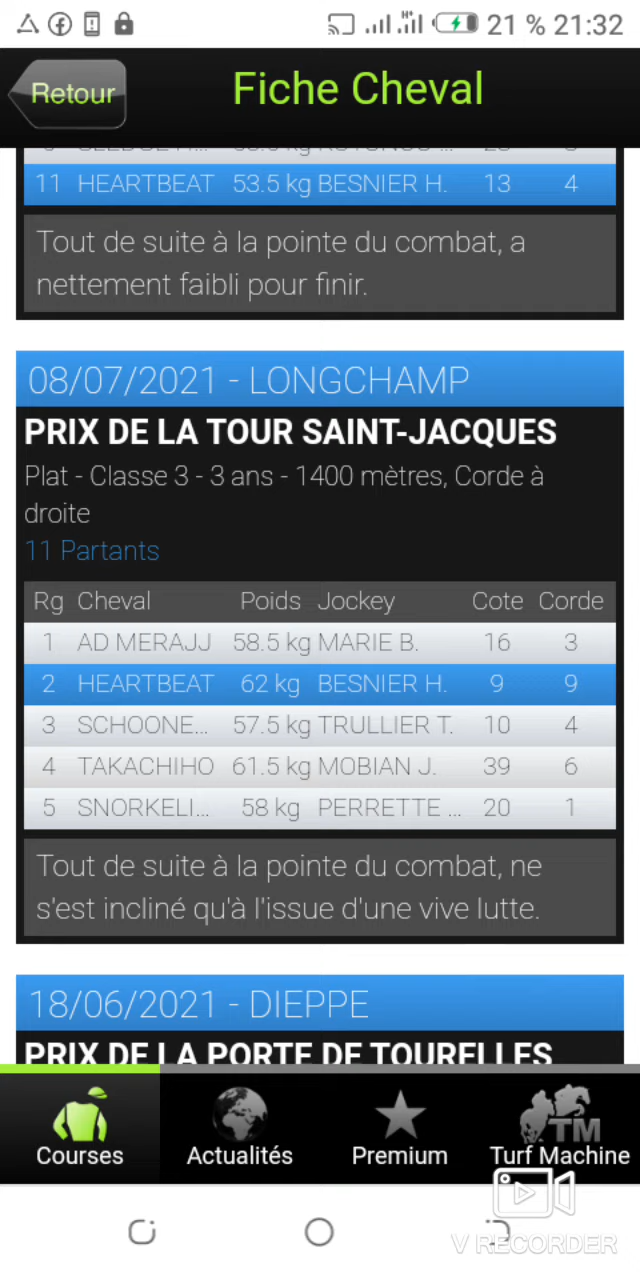 21 % 21:32
Retour
Fiche Cheval
11 HEARTBEAT 53.5 kg BESNIER H. 13 4
Tout de suite à la pointe du combat, a
nettement faibli pour finir.
08/07/2021 - LONGCHAMP
PRIX DE LA TOUR SAINT-JACQUES
Plat - Classe 3 - 3 ans - 1400 mètres, Corde à
droite
11 Partants
Rg Cheval Poids Jockey Cote Corde
1 AD MERAJJ 58.5 kg MARIE B. 16 3
2 HEARTBEAT 62 kg BESNIER H. 9 9
3 SCHOONE... 57.5 kg TRULLIER T. 10 4
4 TAKACHIHO 61.5 kg MOBIAN J. 39 6
5 SNORKELI... 58 kg PERRETTE ... 20 1
Tout de suite à la pointe du combat, ne
s'est incliné qu'à l'issue d'une vive lutte.
18/06/2021 - DIEPPE
PRIX DE LA PORTE DE TOURELLES
Courses Actualités Premium Turf Machine
TM
V RECORDER